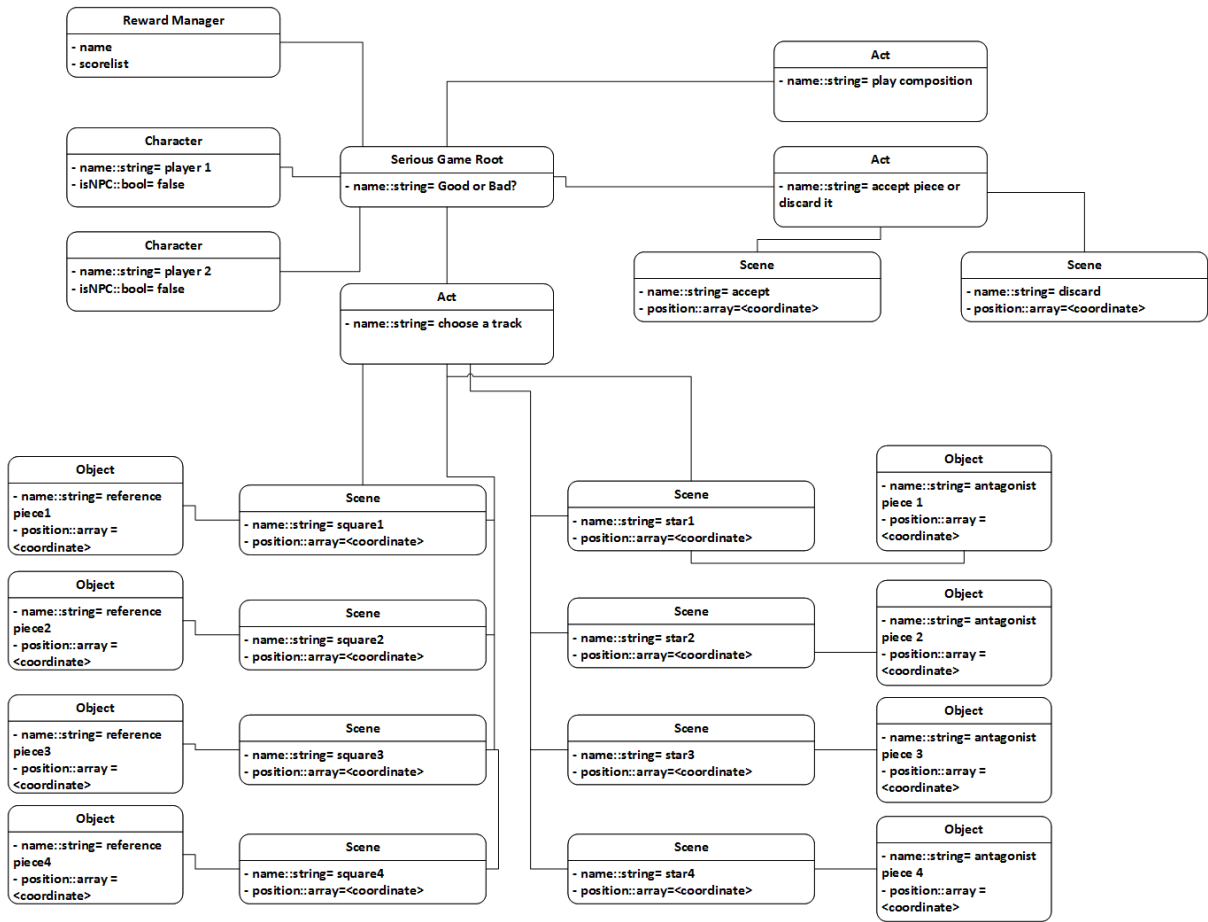 Reward Manager
- name
- scorelist
Act
- name::string= play composition
Character
- name::string= player 1
- isNPC::bool= false
Serious Game Root
- name::string= Good or Bad?
Act
- name::string= accept piece or
discard it
Character
- name::string= player 2
- isNPC::bool= false
Scene
- name::string= accept
- position::array=<coordinate>
Scene
- name::string= discard
- position::array=<coordinate>
Act
- name::string= choose a track
Object
- name::string= reference
piece1
- position::array =
<coordinate>
Scene
- name::string= square1
- position::array=<coordinate>
Scene
- name::string= star1
- position::array=<coordinate>
Object
- name::string= antagonist
piece 1
- position::array =
<coordinate>
Object
- name::string= reference
piece2
- position::array =
<coordinate>
Scene
- name::string= square2
- position::array=<coordinate>
Scene
- name::string= star2
- position::array=<coordinate>
Object
- name::string= antagonist
piece 2
- position::array =
<coordinate>
Object
- name::string= reference
piece3
- position::array =
<coordinate>
Scene
- name::string= square3
- position::array=<coordinate>
Scene
- name::string= star3
- position::array=<coordinate>
Object
- name::string= antagonist
piece 3
- position::array =
<coordinate>
Object
- name::string= reference
piece4
- position::array =
<coordinate>
Scene
- name::string= square4
- position::array=<coordinate>
Scene
- name::string= star4
- position::array=<coordinate>
Object
- name::string= antagonist
piece 4
- position::array =
<coordinate>